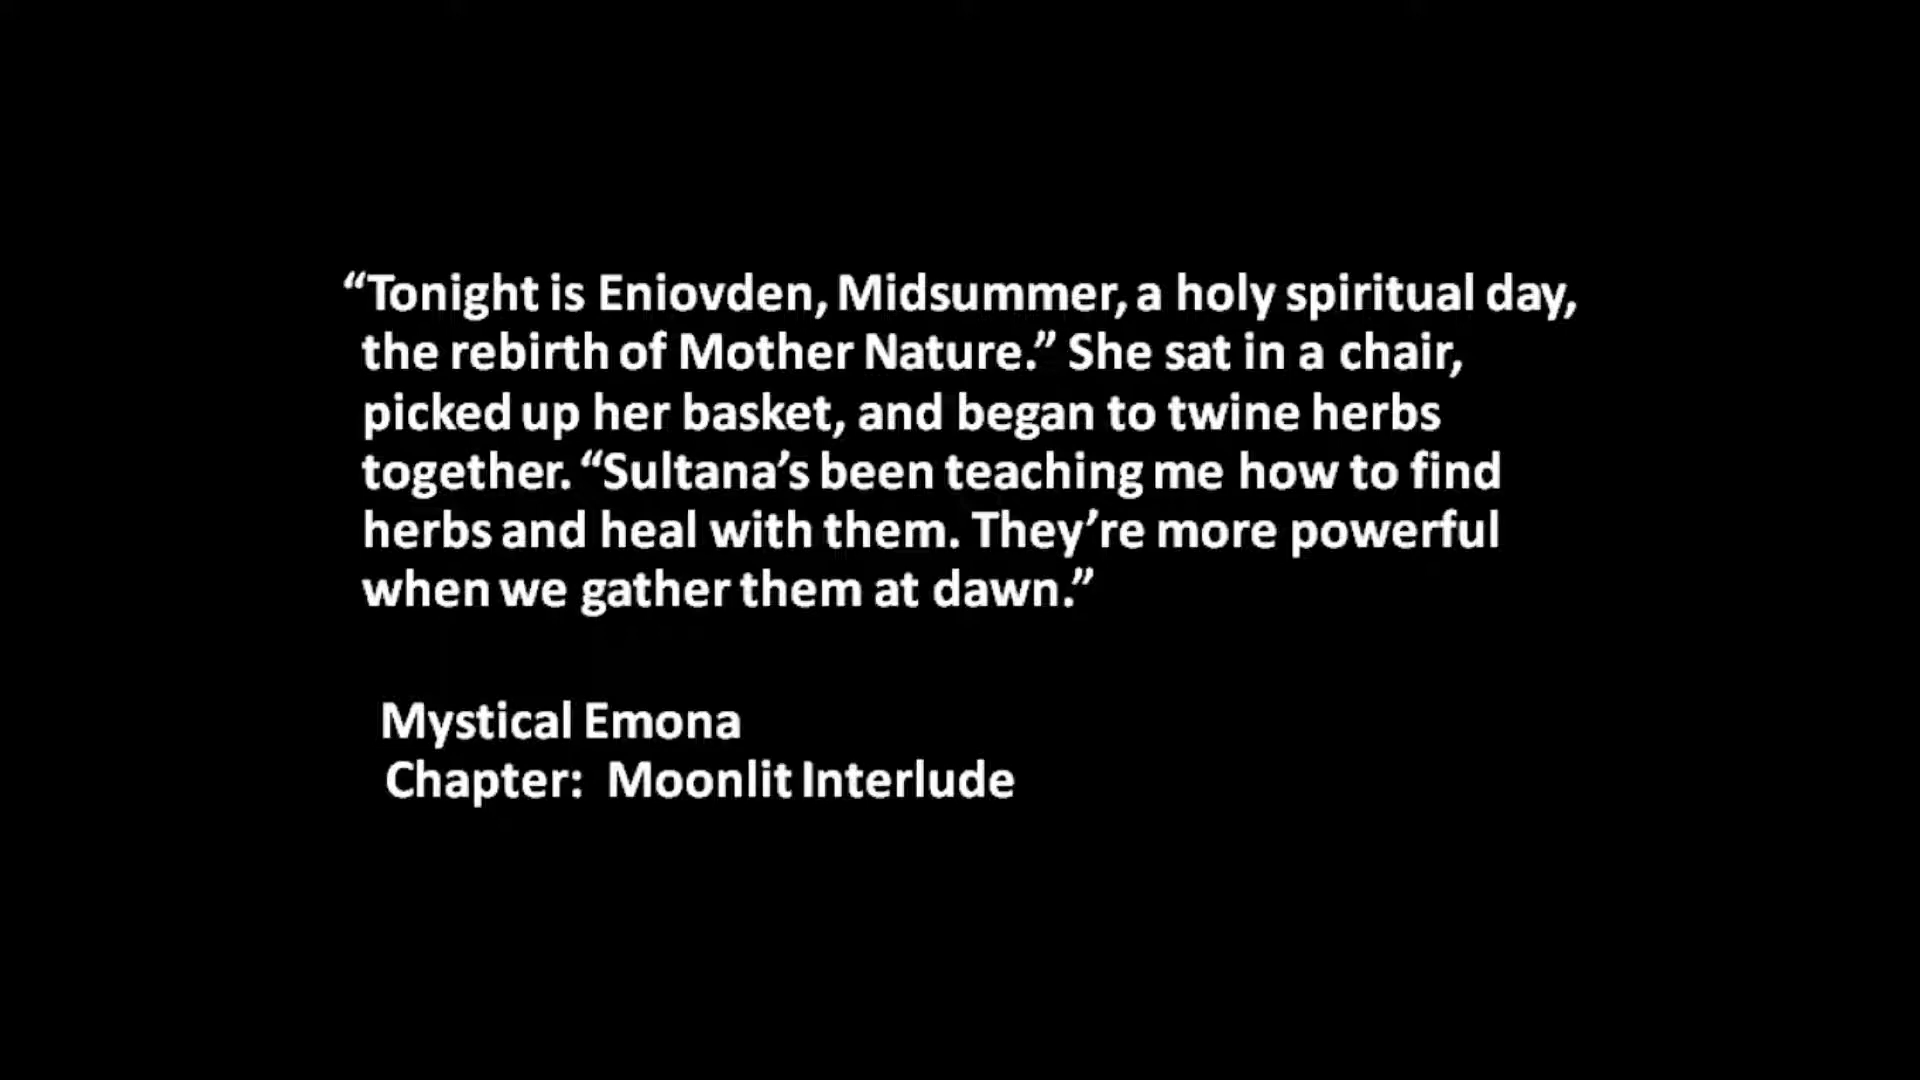 “Tonight is Eniovden, Midsummer, a holy spiritual day,
the rebirth of Mother Nature.” She sat in a chair,
picked up her basket, and began to twine herbs
together. “Sultana’s been teaching me how to find
herbs and heal with them. They’re more powerful
when we gather them at dawn.”
Mystical Emona
Chapter: Moonlit Interlude